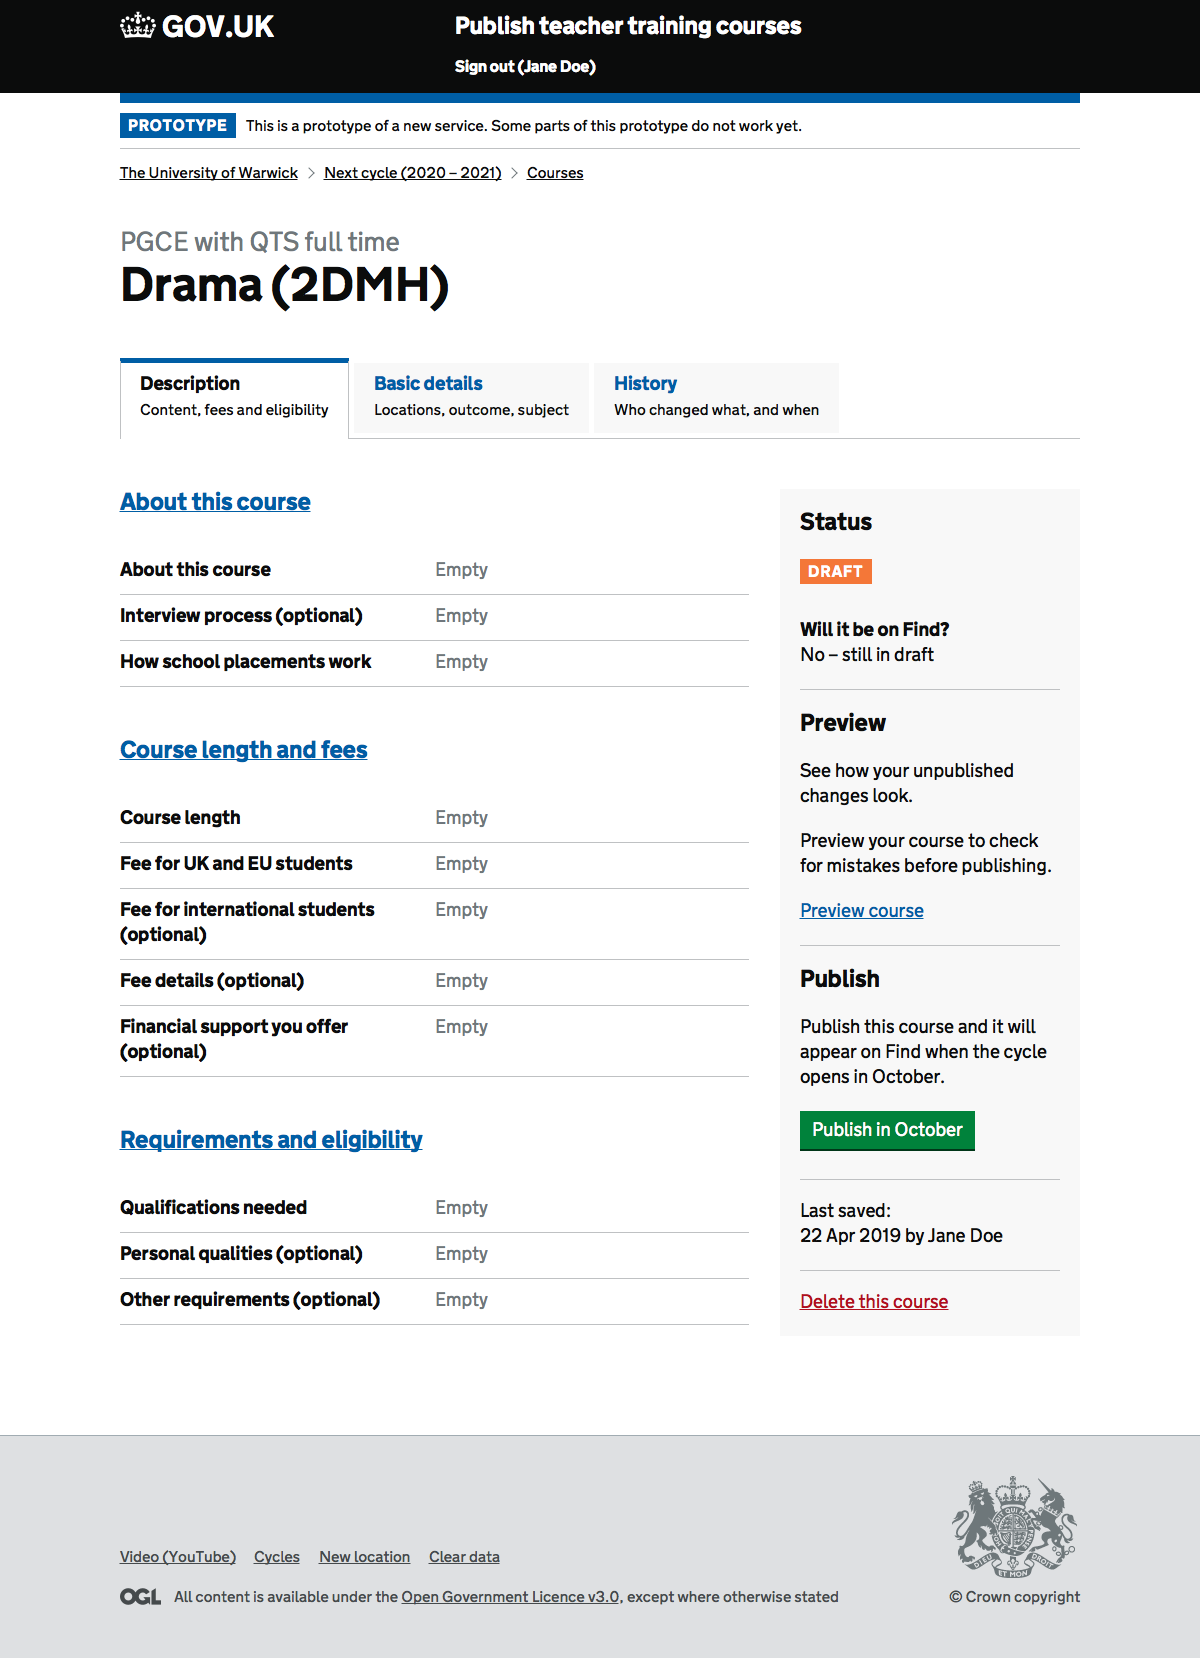 GOV.UK
Publish teacher training courses
Sign out (Jane Doe)
PROTOTYPE This is a prototype of a new service. Some parts of this prototype do not work yet.
The University of Warwick > Next cycle (2020 – 2021) > Courses
PGCE with QTS full time
Drama (2DMH)
Description
Content, fees and eligibility
Basic details
Locations, outcome, subject
History
Who changed what, and when
About this course
About this course Empty
Interview process (optional) Empty
How school placements work Empty
Course length and fees
Course length Empty
Fee for UK and EU students Empty
Fee for international students Empty
(optional)
Fee details (optional) Empty
Financial support you offer Empty
(optional)
Requirements and eligibility
Qualifications needed Empty
Personal qualities (optional) Empty
Other requirements (optional) Empty
Status
DRAFT
Will it be on Find?
No – still in draft
Preview
See how your unpublished
changes look.
Preview your course to check
for mistakes before publishing.
Preview course
Publish
Publish this course and it will
appear on Find when the cycle
opens in October.
Publish in October
Last saved:
22 Apr 2019 by Jane Doe
Delete this course
Video (YouTube) Cycles New location Clear data
OGL All content is available under the Open Government Licence v3.0, except where otherwise stated
DIEU ET MON DROIT
© Crown copyright